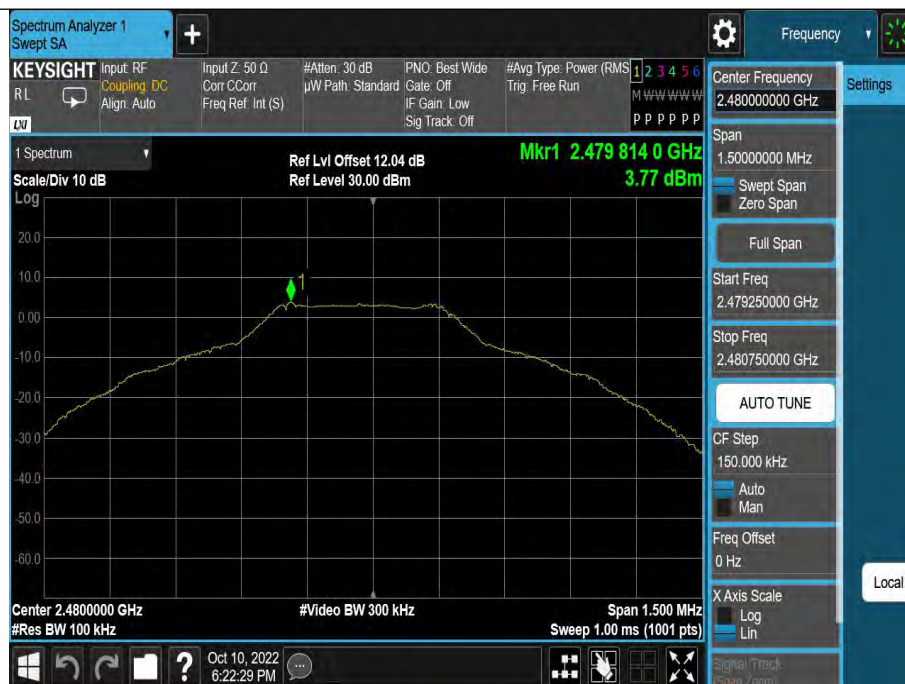 Spectrum Analyzer 1
Swept SA
Frequency
KEYSIGHT
RL
LXI
Input: RF
Coupling: DC
Align: Auto
Input Z: 50 Ω
Corr CCorr
Freq Ref: Int (S)
#Atten: 30 dB
µW Path: Standard
PNO: Best Wide
Gate: Off
IF Gain: Low
Sig Track: Off
#Avg Type: Power (RMS
Trig: Free Run
1 2 3 4 5 6
M W W W W W
P P P P P P
1 Spectrum
Scale/Div 10 dB
Ref Lvl Offset 12.04 dB
Ref Level 30.00 dBm
Mkr1 2.479 814 0 GHz
3.77 dBm
Log
20.0
10.0
0.00
-10.0
-20.0
-30.0
-40.0
-50.0
-60.0
1
Center 2.4800000 GHz
#Res BW 100 kHz
#Video BW 300 kHz
Span 1.500 MHz
Sweep 1.00 ms (1001 pts)
Center Frequency
2.480000000 GHz
Span
1.50000000 MHz
Swept Span
Zero Span
Full Span
Start Freq
2.479250000 GHz
Stop Freq
2.480750000 GHz
AUTO TUNE
CF Step
150.000 kHz
Auto
Man
Freq Offset
0 Hz
X Axis Scale
Log
Lin
Signal Track
(Span Zoom)
Settings
Local
Oct 10, 2022
6:22:29 PM